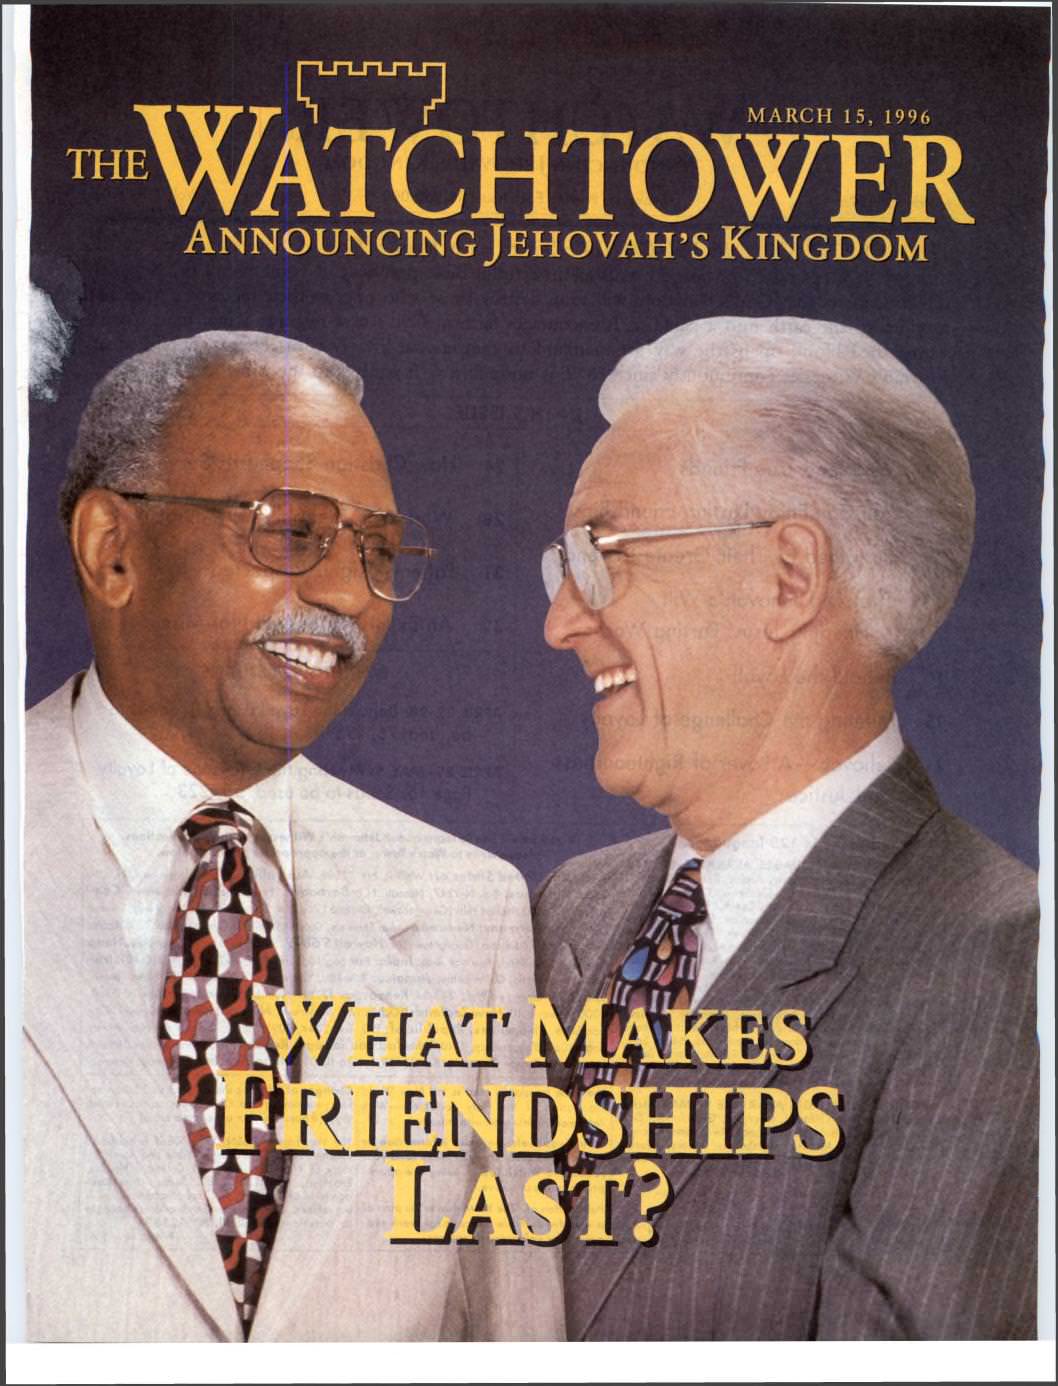 MARCH 15, 1996
THE WATCHTOWER
ANNOUNCING JEHOVAH'S KINGDOM
WHAT MAKES
FRIENDSHIPS
LAST?